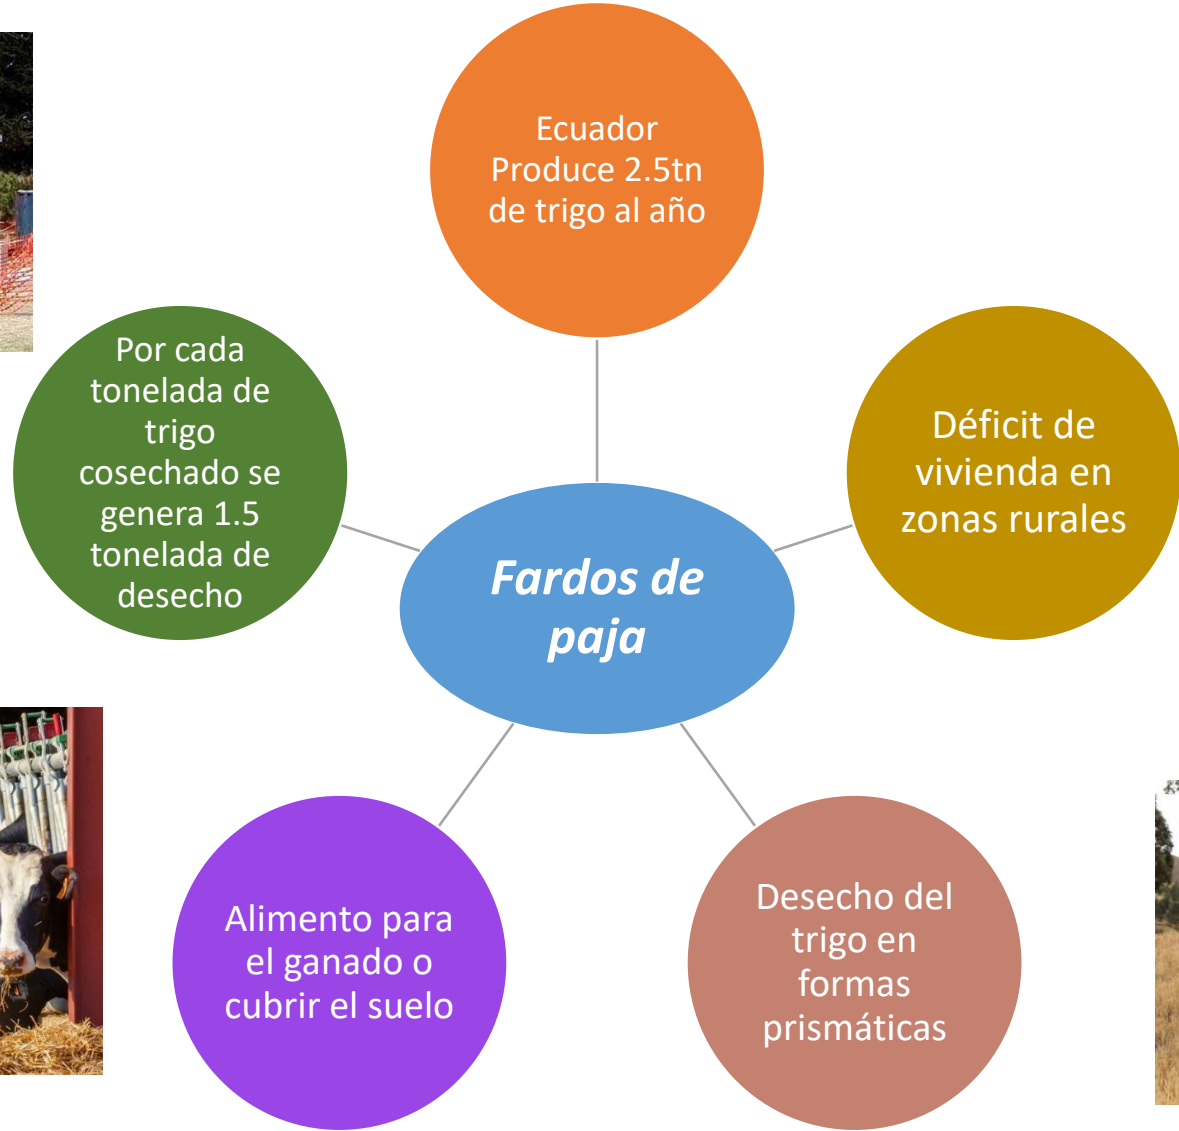 Ecuador
Produce 2.5tn
de trigo al año
Por cada
tonelada de
trigo
cosechado se
genera 1.5
tonelada de
desecho
Déficit de
vivienda en
zonas rurales
Fardos de
paja
Alimento para
el ganado o
cubrir el suelo
Desecho del
trigo en
formas
prismáticas